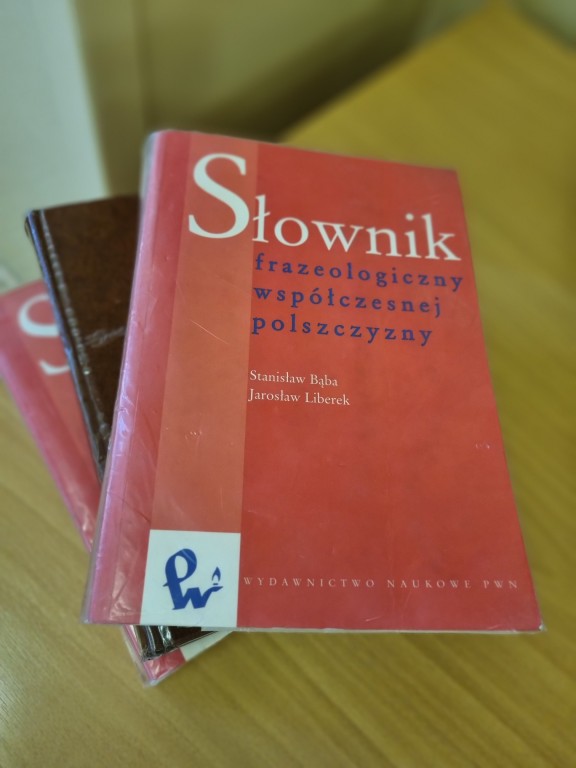 Słownik
frazeologiczny
współczesnej
polszczyzny
Stanisław Bąba
Jarosław Liberek
WYDAWNICTWO NAUKOWE PWN
S